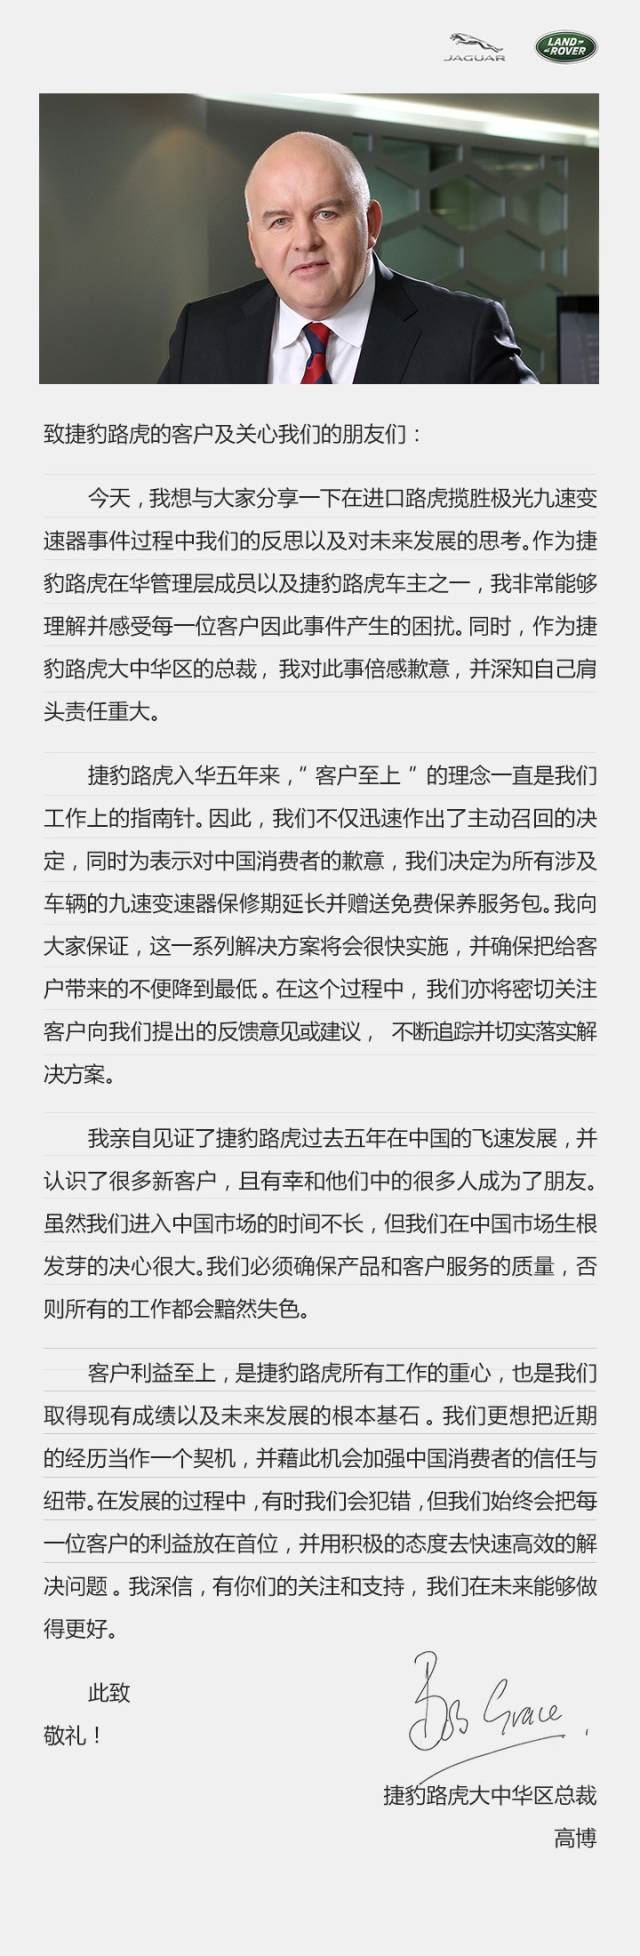 JAGUAR
LAND-
-ROVER
致捷豹路虎的客户及关心我们的朋友们：
今天，我想与大家分享一下在进口路虎揽胜极光九速变
速器事件过程中我们的反思以及对未来发展的思考。作为捷
豹路虎在华管理层成员以及捷豹路虎车主之一，我非常能够
理解并感受每一位客户因此事件产生的困扰。同时，作为捷
豹路虎大中华区的总裁，我对此事倍感歉意，并深知自己肩
头责任重大。
捷豹路虎入华五年来，”客户至上“的理念一直是我们
工作上的指南针。因此，我们不仅迅速作出了主动召回的决
定，同时为表示对中国消费者的歉意，我们决定为所有涉及
车辆的九速变速器保修期延长并赠送免费保养服务包。我向
大家保证，这一系列解决方案将会很快实施，并确保把给客
户带来的不便降到最低。在这个过程中，我们亦将密切关注
客户向我们提出的反馈意见或建议， 不断追踪并切实落实解
决方案。
我亲自见证了捷豹路虎过去五年在中国的飞速发展，并
认识了很多新客户，且有幸和他们中的很多人成为了朋友。
虽然我们进入中国市场的时间不长，但我们在中国市场生根
发芽的决心很大。我们必须确保产品和客户服务的质量，否
则所有的工作都会黯然失色。
客户利益至上，是捷豹路虎所有工作的重心，也是我们
取得现有成绩以及未来发展的根本基石。我们更想把近期
的经历当作一个契机，并藉此机会加强中国消费者的信任与
纽带。在发展的过程中，有时我们会犯错，但我们始终会把每
一位客户的利益放在首位，并用积极的态度去快速高效的解
决问题。我深信，有你们的关注和支持，我们在未来能够做
得更好。
此致
敬礼！
Bob Grace.
捷豹路虎大中华区总裁
高博